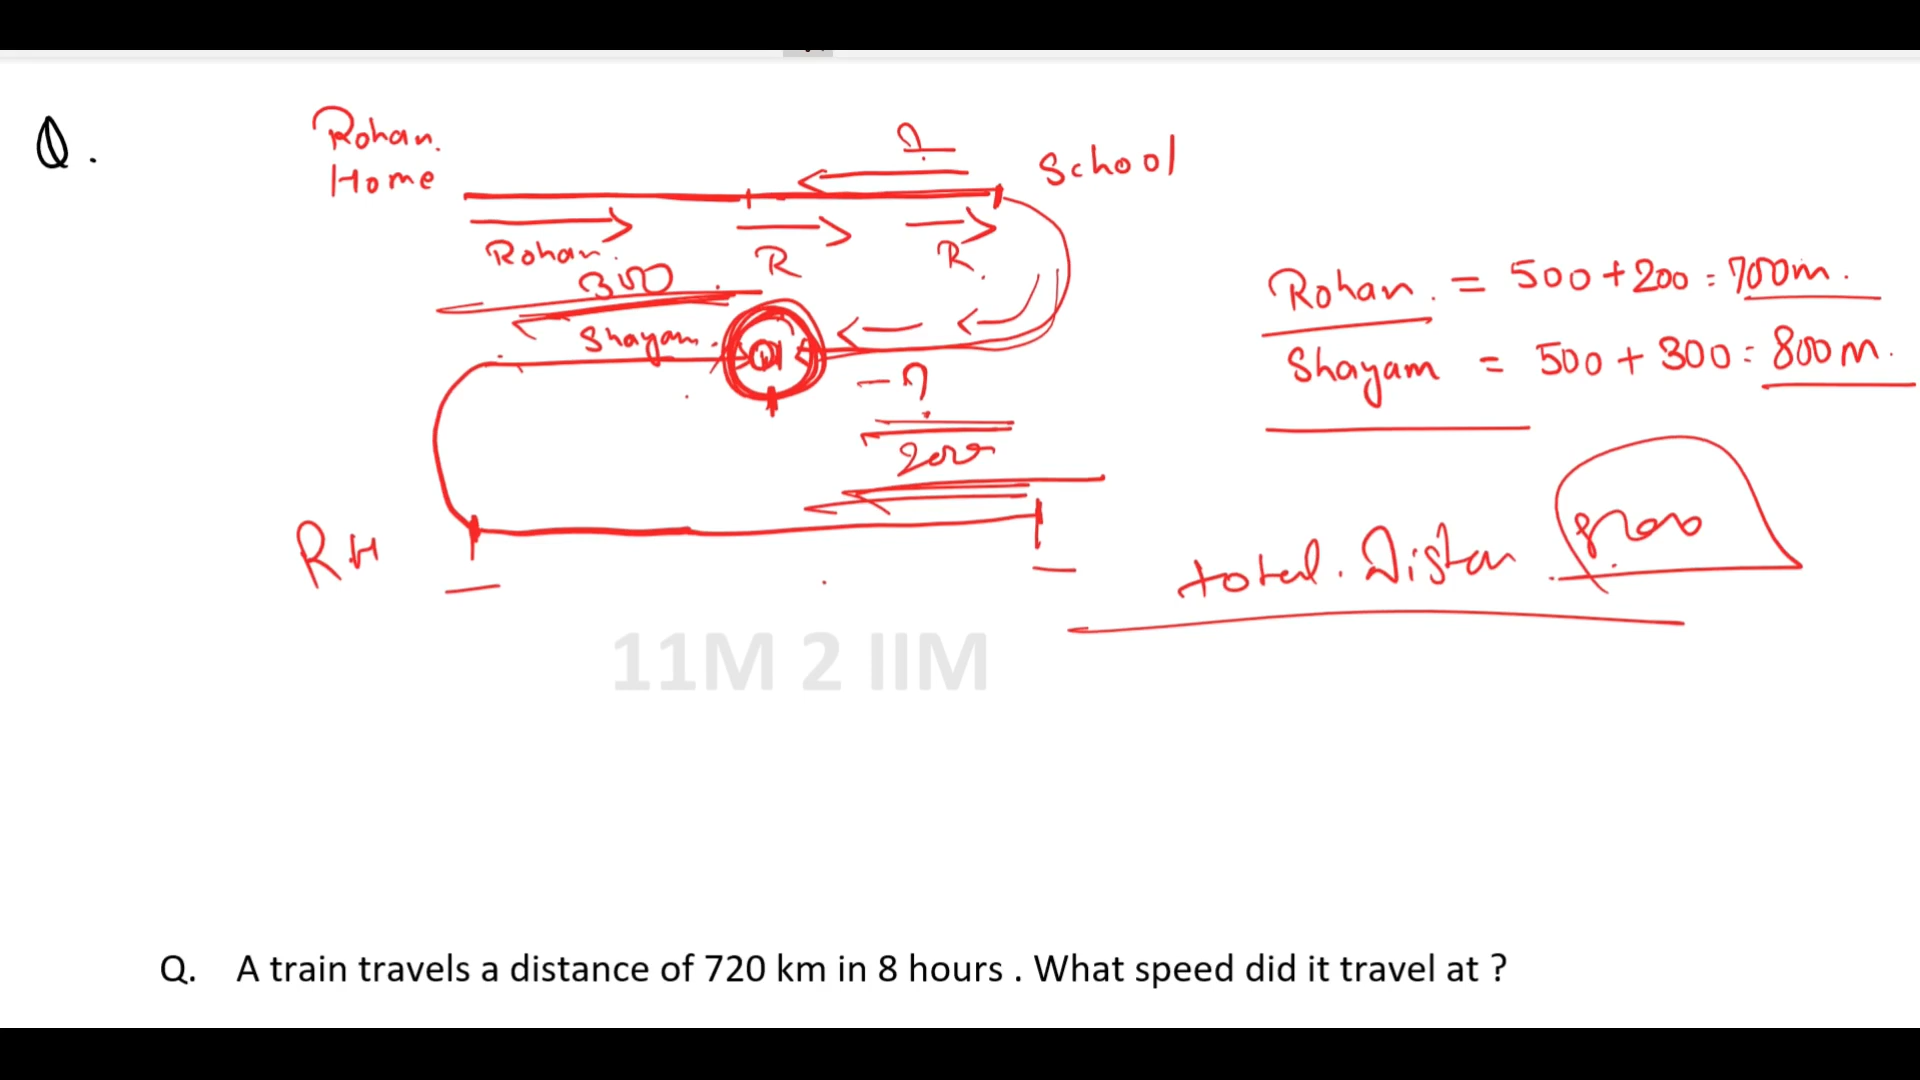 Q.
Rohan.
Home
?
School
Rohan.
R
R.
300
Shayam.
?
200
Rohan. = 500+200 = 700m.
Shayam = 500 + 300 = 800m.
RH
total. Distan
11M 2 IIM
Q. A train travels a distance of 720 km in 8 hours . What speed did it travel at ?